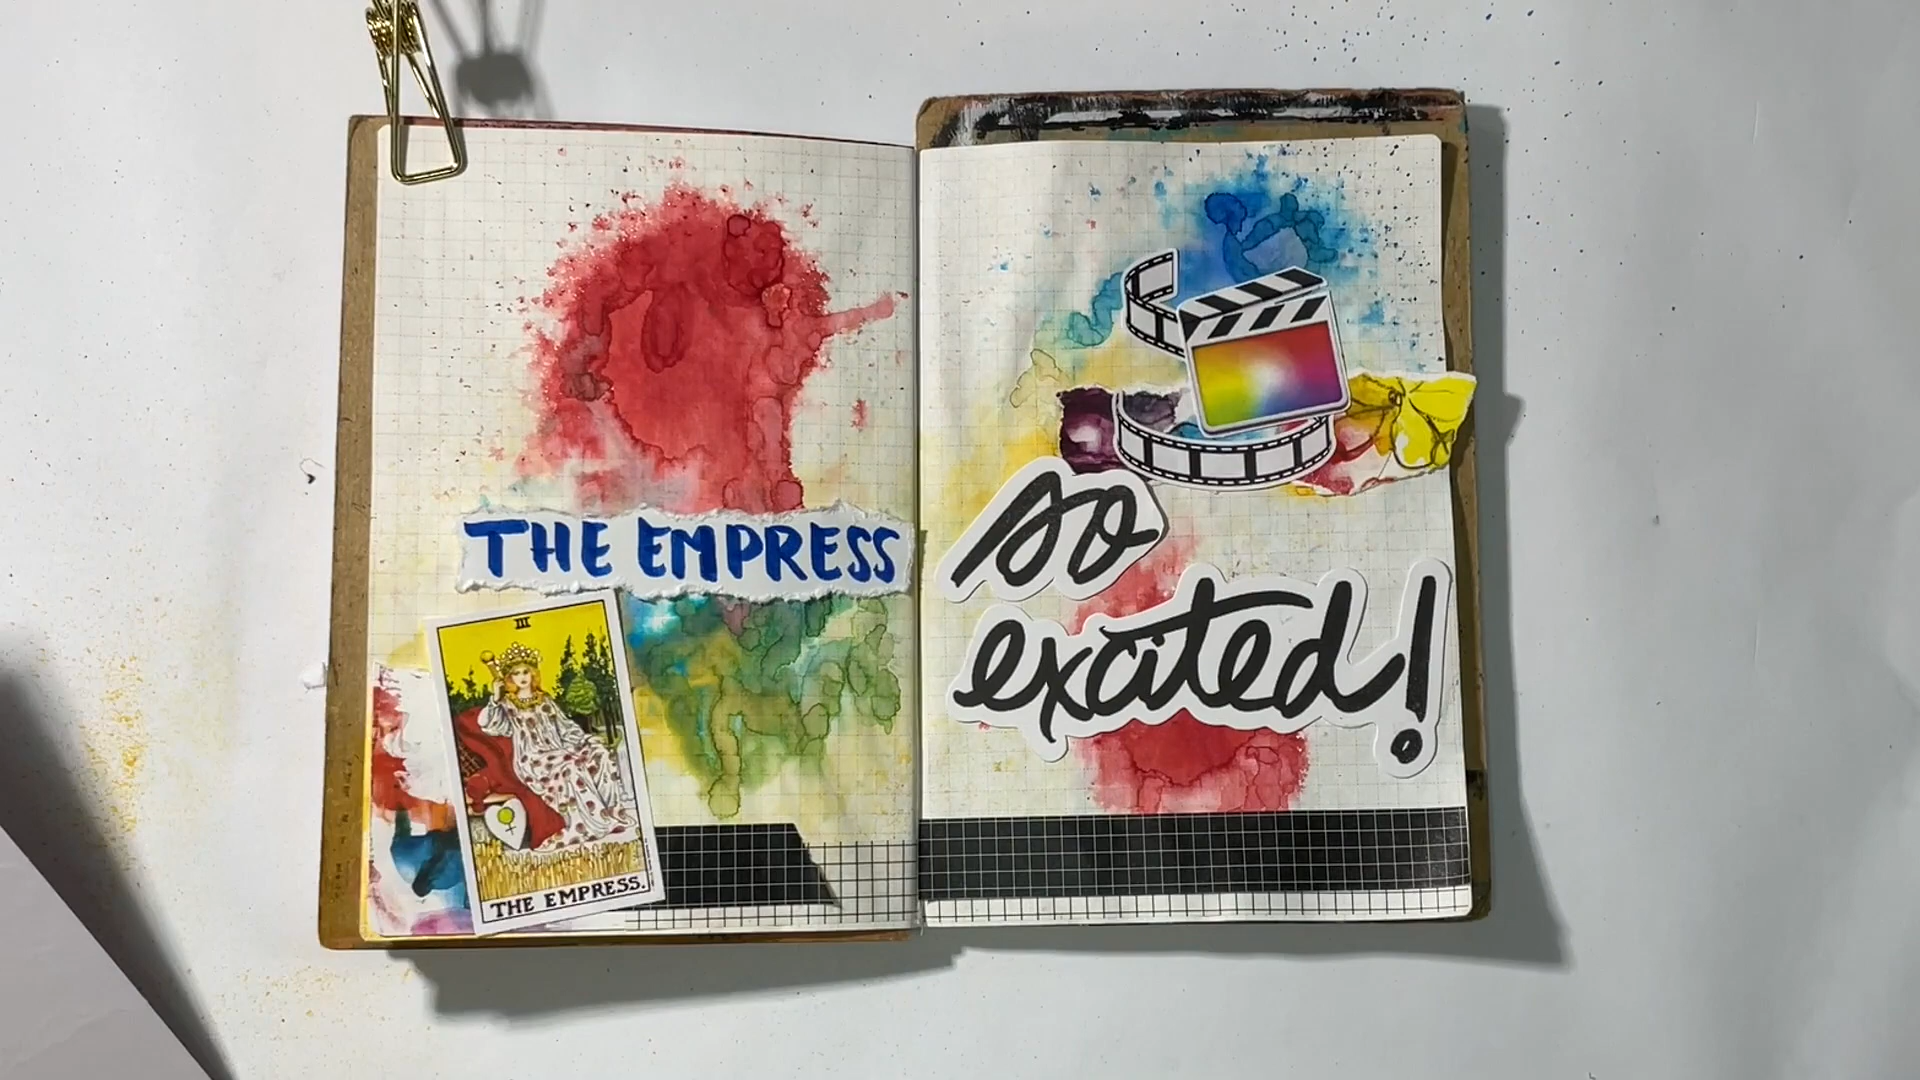 THE EMPRESS
III
THE EMPRESS.
so
excited!